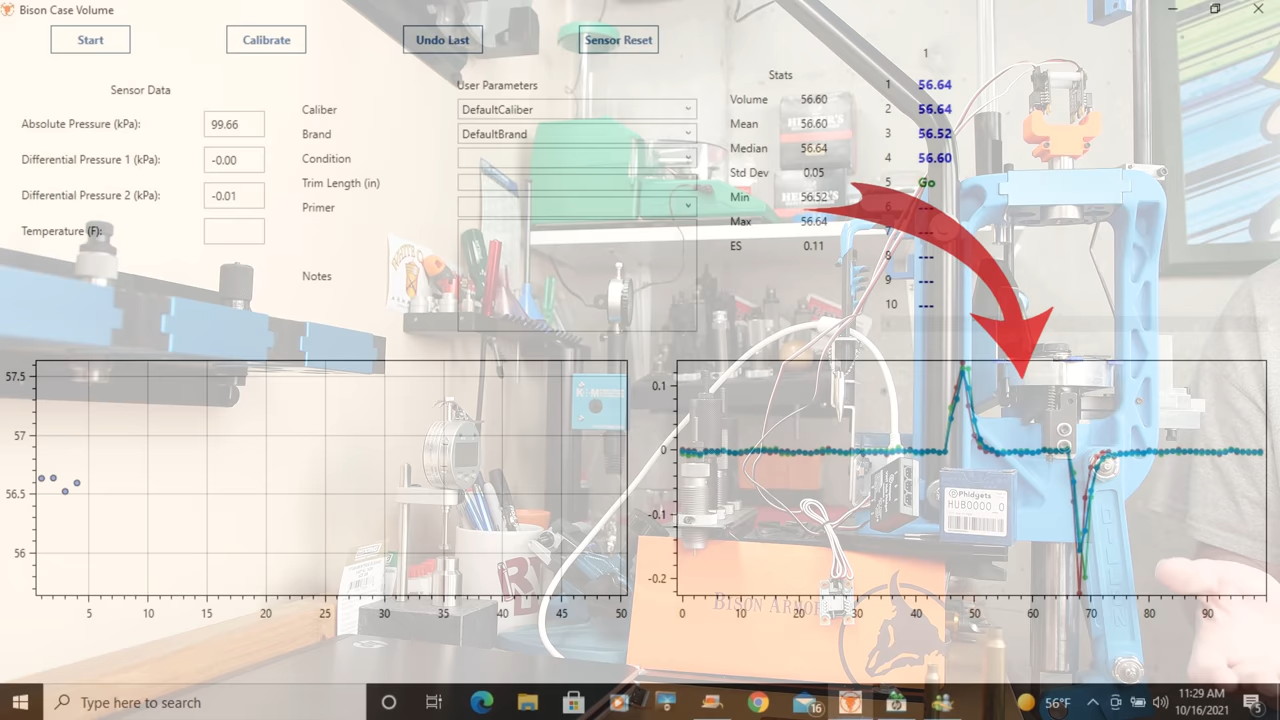 Bison Case Volume
Start Calibrate Undo Last Sensor Reset
1
Sensor Data User Parameters Stats
Absolute Pressure (kPa): 99.66
Differential Pressure 1 (kPa): -0.00
Differential Pressure 2 (kPa): -0.01
Temperature (F):
Caliber DefaultCaliber
Brand DefaultBrand
Condition
Trim Length (in)
Primer
Notes
Volume 56.60
Mean 56.60
Median 56.64
Std Dev 0.05
Min 56.52
Max 56.64
ES 0.11
1 56.64
2 56.64
3 56.52
4 56.60
5 Go
6 ---
7 ---
8 ---
9 ---
10 ---
57.5
57
56.5
56
5 10 15 20 25 30 35 40 45 50
0.1
0
-0.1
-0.2
0 10 20 30 40 50 60 70 80 90
K&M
Phidgets
HUB0000_0
Bison Armor
Type here to search
16
56°F
11:29 AM
10/16/2021
5